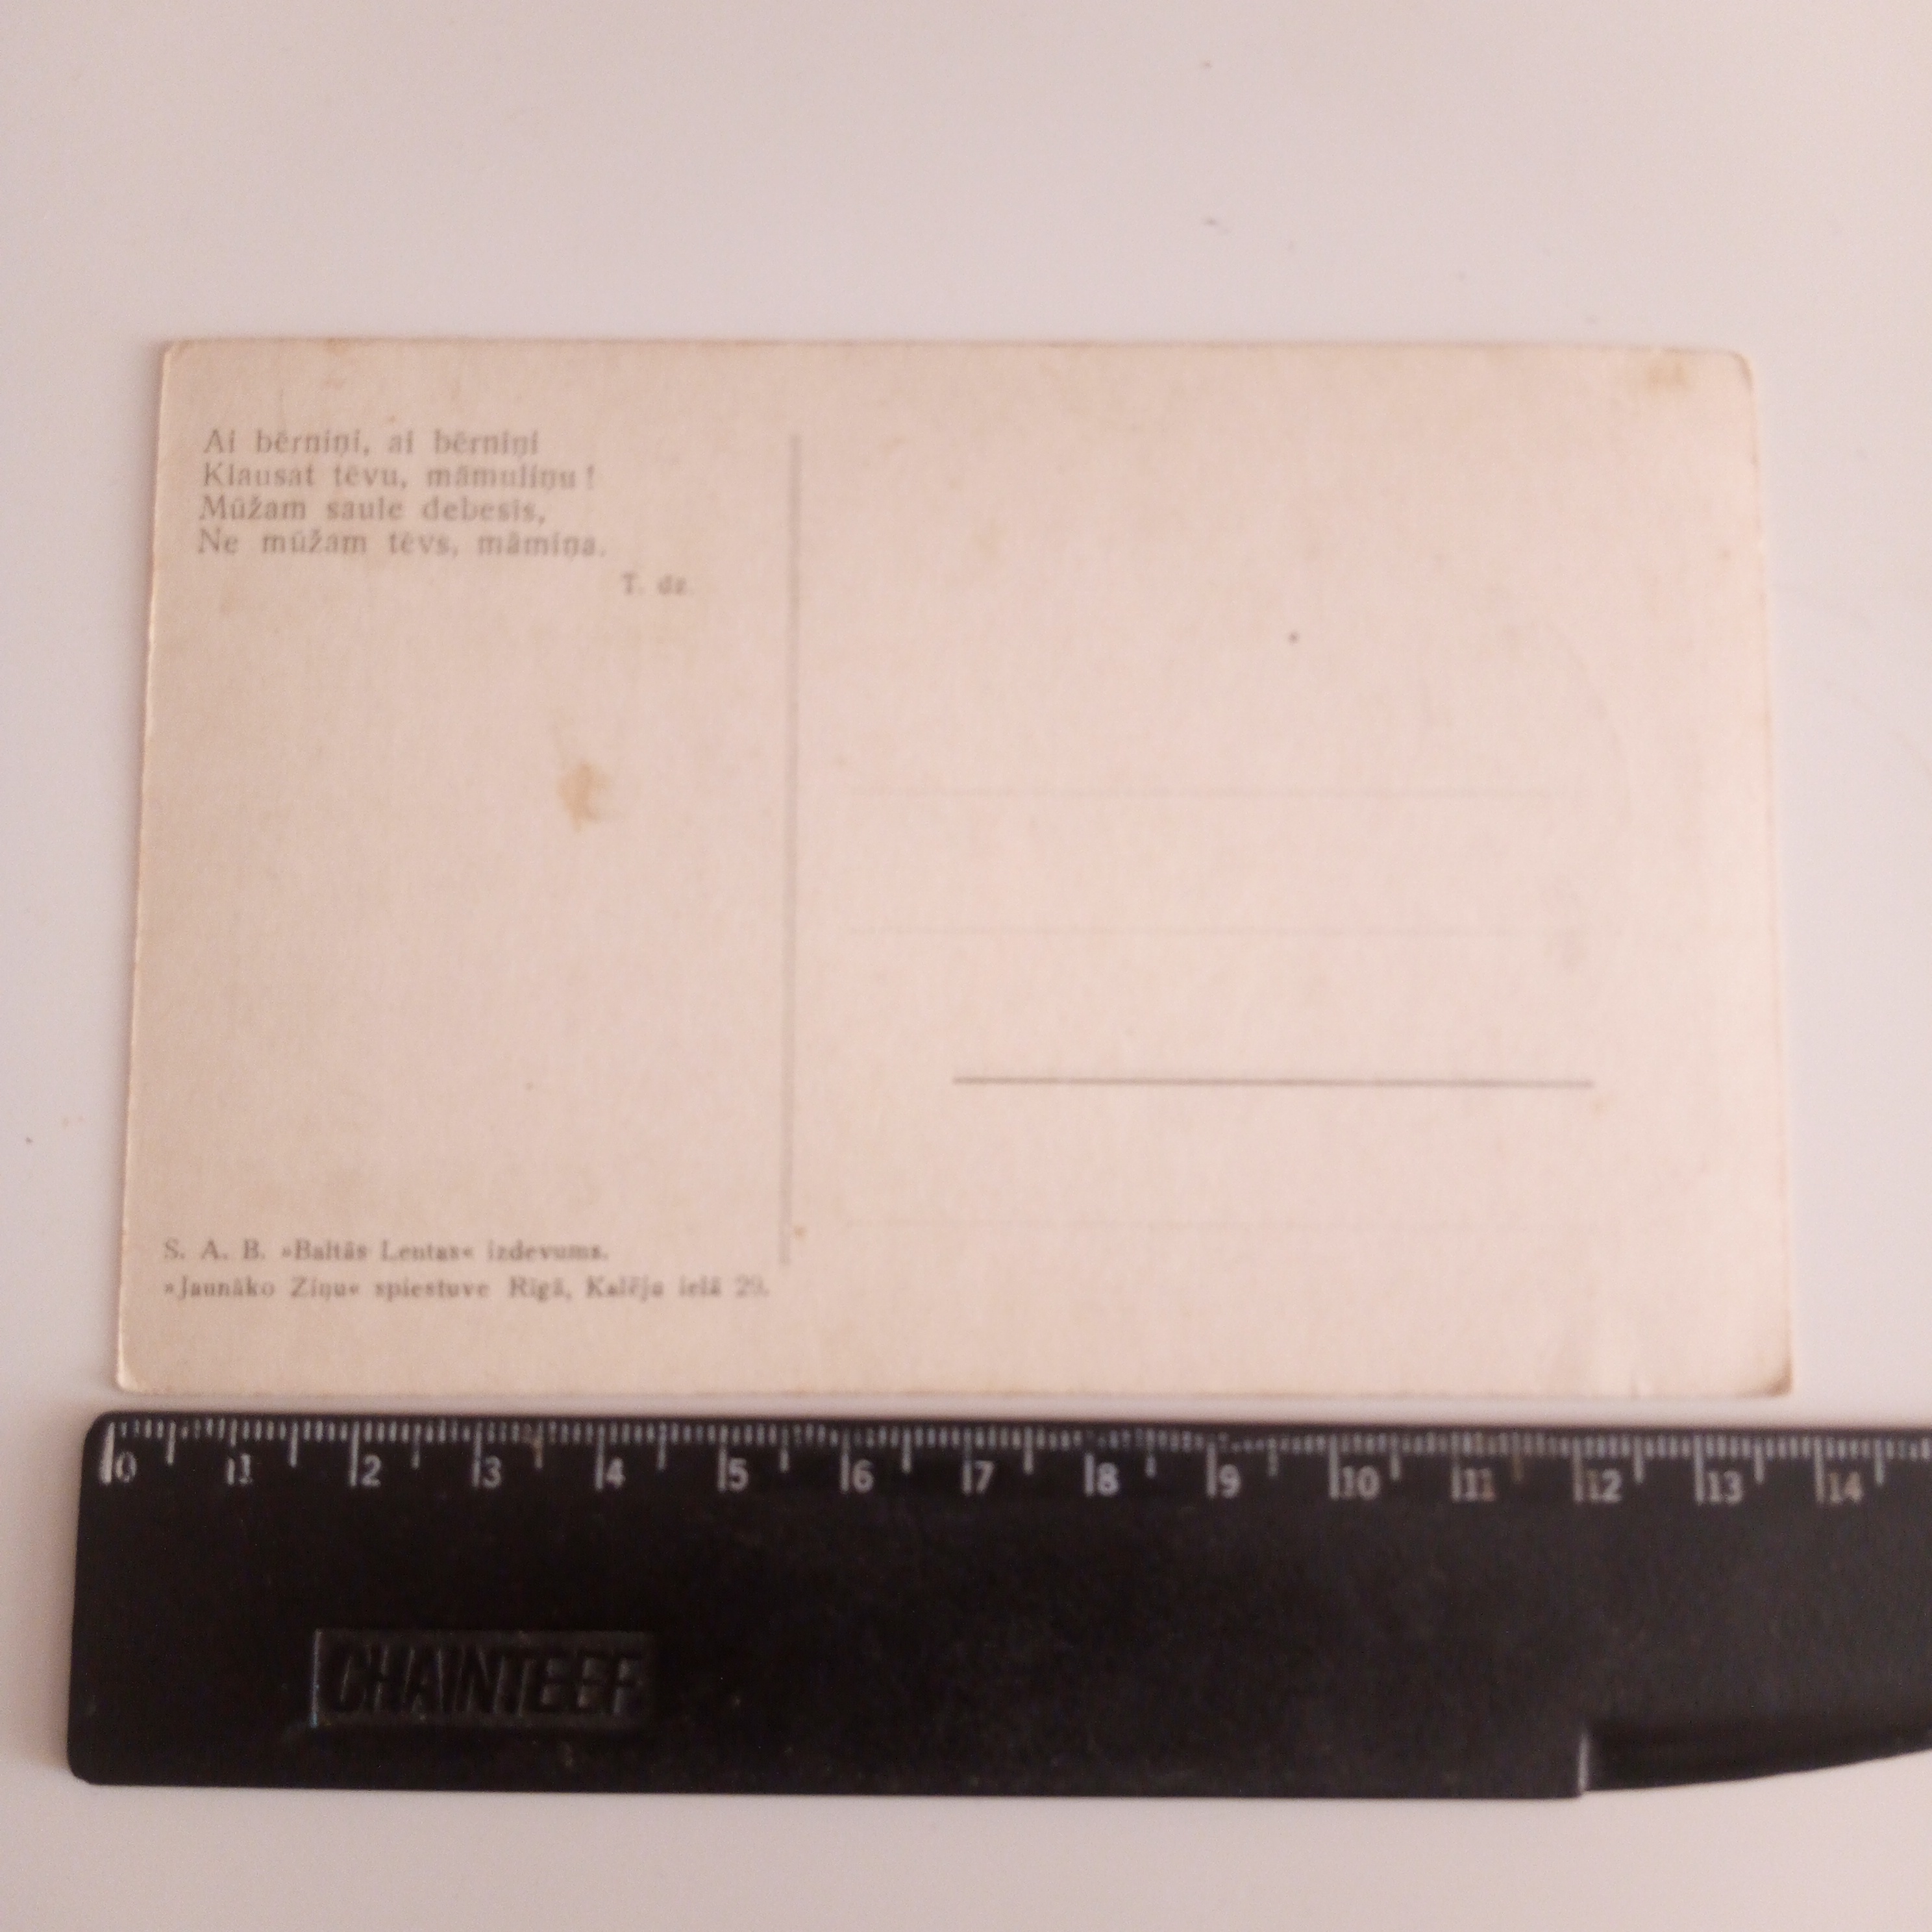 Ai bērniņi, ai bērniņi
Klausat tēvu, māmuliņu!
Mūžam saule debesīs,
Ne mūžam tēvs, māmiņa.
T. dz.
S. A. B. »Baltās Lentas« izdevums.
»Jaunāko Ziņu« spiestuve Rīgā, Kalēju ielā 29.
0 1 2 3 4 5 6 7 8 9 10 11 12 13 14
CHAINTEEF